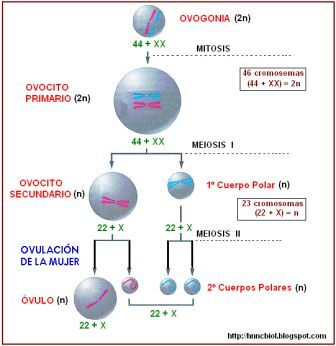 OVOGONIA (2n)
44 + XX
MITOSIS
OVOCITO
PRIMARIO (2n)
46 cromosomas
(44 + XX) = 2n
44 + XX
MEIOSIS I
OVOCITO
SECUNDARIO (n)
1º Cuerpo Polar (n)
23 cromosomas
(22 + X) = n
22 + X
22 + X
MEIOSIS II
OVULACIÓN
DE LA MUJER
ÓVULO (n)
2º Cuerpos Polares (n)
22 + X
22 + X
http://hnncbiol.blogspot.com